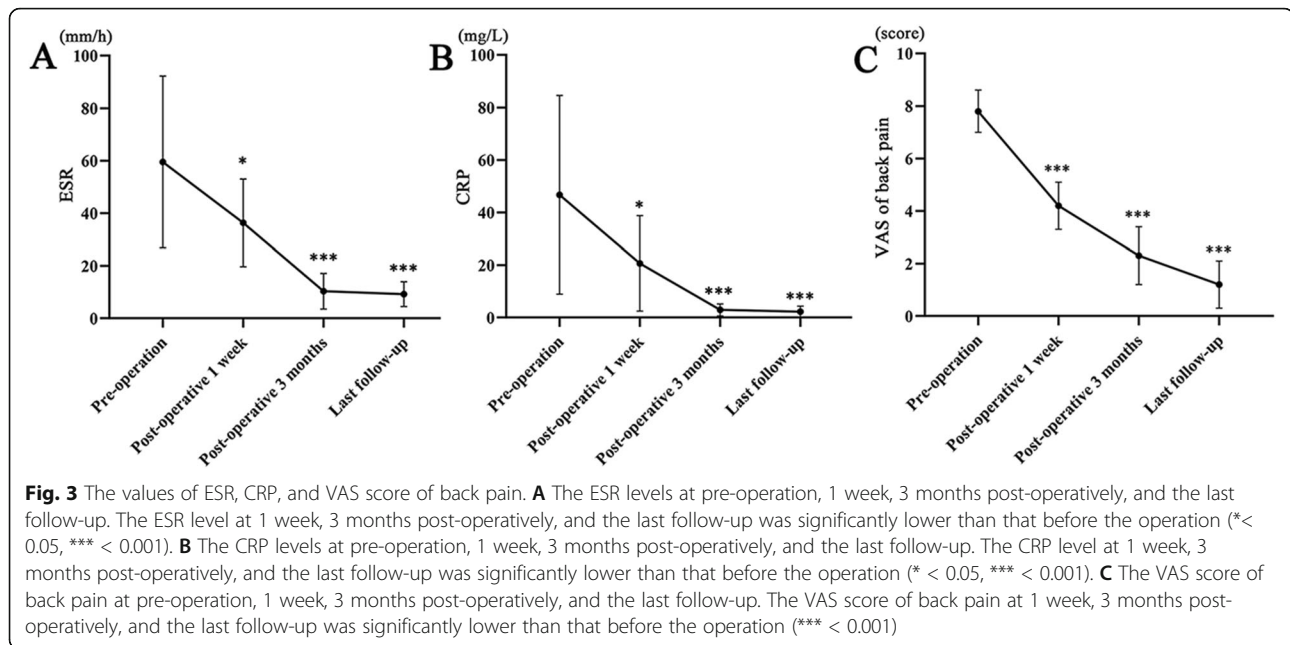 A
(mm/h)
100
80
60
40
20
0
ESR
*
***
***
Pre-operation
Post-operative 1 week
Post-operative 3 months
Last follow-up
B
(mg/L)
100
80
60
40
20
0
CRP
*
***
***
Pre-operation
Post-operative 1 week
Post-operative 3 months
Last follow-up
C
(score)
10
8
6
4
2
0
VAS of back pain
***
***
***
Pre-operation
Post-operative 1 week
Post-operative 3 months
Last follow-up
Fig. 3 The values of ESR, CRP, and VAS score of back pain. A The ESR levels at pre-operation, 1 week, 3 months post-operatively, and the last
follow-up. The ESR level at 1 week, 3 months post-operatively, and the last follow-up was significantly lower than that before the operation (*<
0.05, *** < 0.001). B The CRP levels at pre-operation, 1 week, 3 months post-operatively, and the last follow-up. The CRP level at 1 week, 3
months post-operatively, and the last follow-up was significantly lower than that before the operation (* < 0.05, *** < 0.001). C The VAS score of
back pain at pre-operation, 1 week, 3 months post-operatively, and the last follow-up. The VAS score of back pain at 1 week, 3 months post-
operatively, and the last follow-up was significantly lower than that before the operation (*** < 0.001)